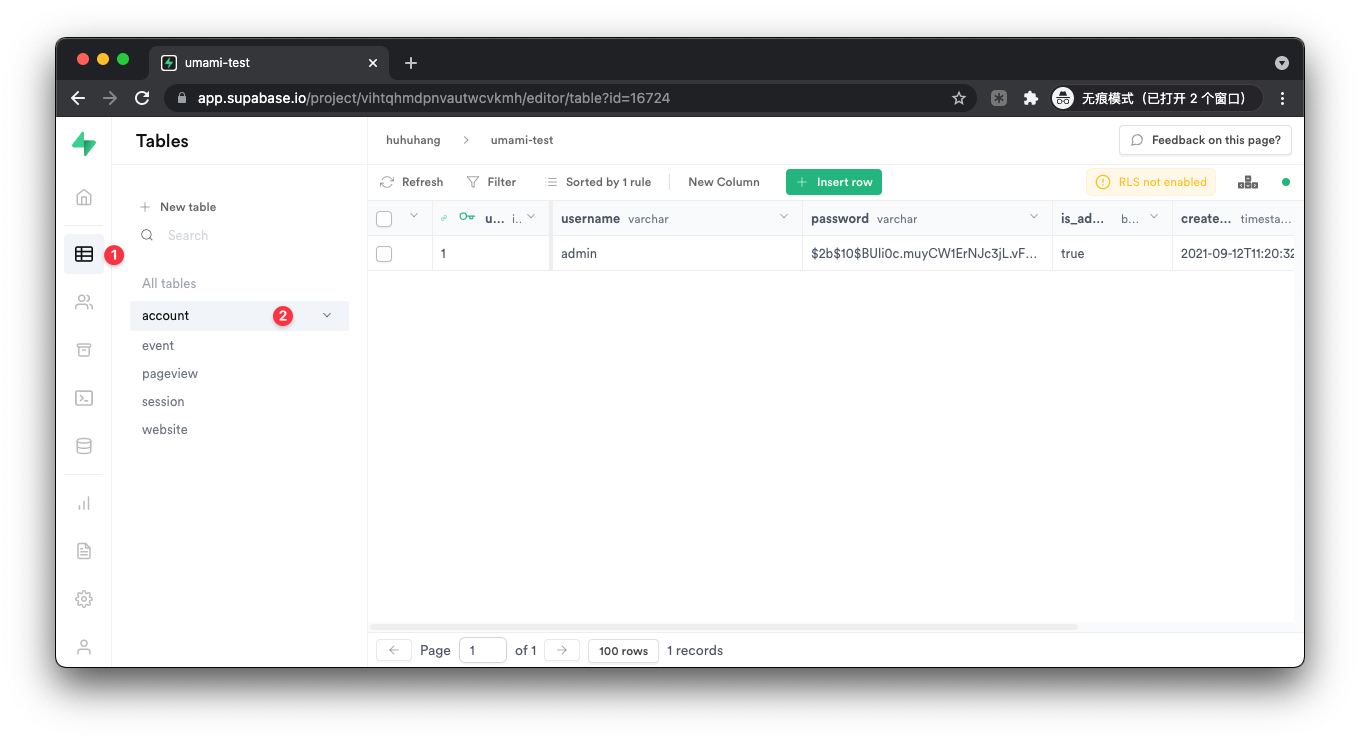 umami-test
app.supabase.io/project/vihtqhmdpnvautwcvkmh/editor/table?id=16724
无痕模式（已打开 2 个窗口）
Tables
huhuhang > umami-test
Feedback on this page?
Refresh Filter Sorted by 1 rule New Column + Insert row RLS not enabled
+ New table
Search
1
All tables
account 2
event
pageview
session
website
u... i.. username varchar password varchar is_ad... b... create... timesta...
1 admin $2b$10$BUli0c.muyCW1ErNJc3jL.vF... true 2021-09-12T11:20:32
Page 1 of 1 100 rows 1 records